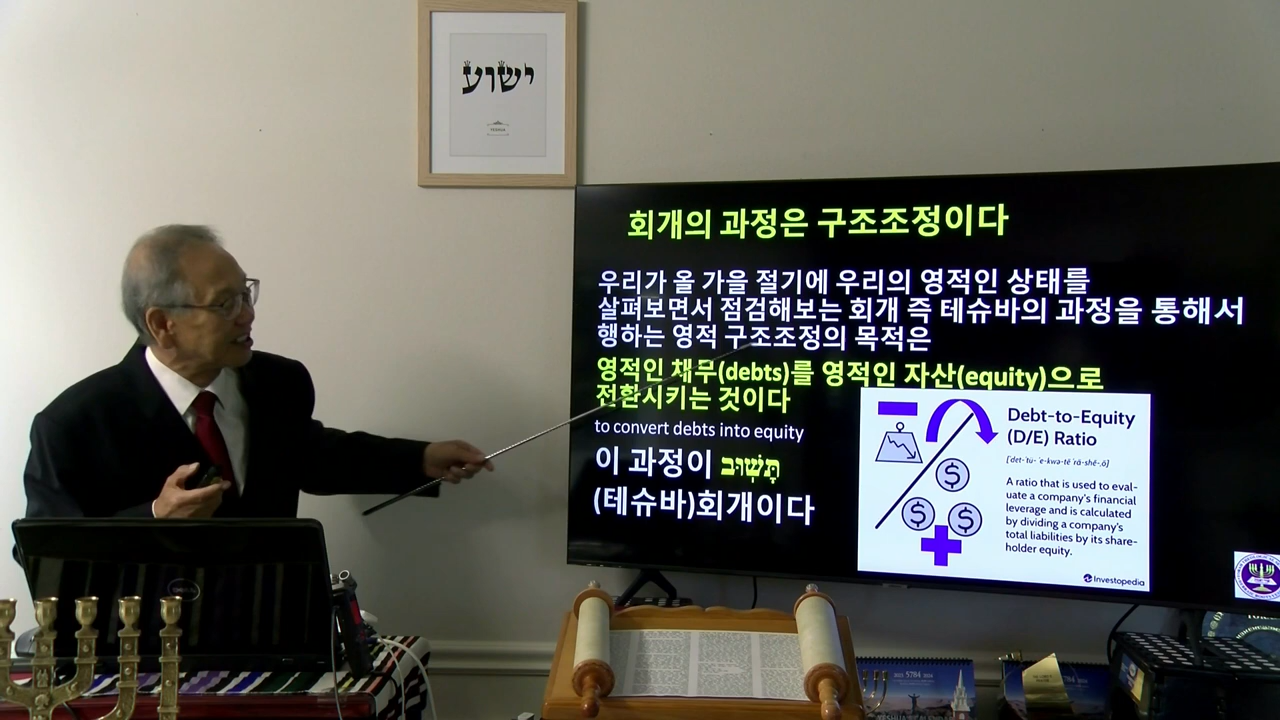 ישוע
YESHUA
회개의 과정은 구조조정이다
우리가 올 가을 절기에 우리의 영적인 상태를
살펴보면서 점검해보는 회개 즉 테슈바의 과정을 통해서
행하는 영적 구조조정의 목적은
영적인 채무(debts)를 영적인 자산(equity)으로
전환시키는 것이다
to convert debts into equity
이 과정이 תָּשׁוּב
(테슈바)회개이다
Debt-to-Equity
(D/E) Ratio
A ratio that is used to eval-
uate a company's financial
leverage and is calculated
by dividing a company's
total liabilities by its share-
holder equity.
Investopedia
DELL
5784